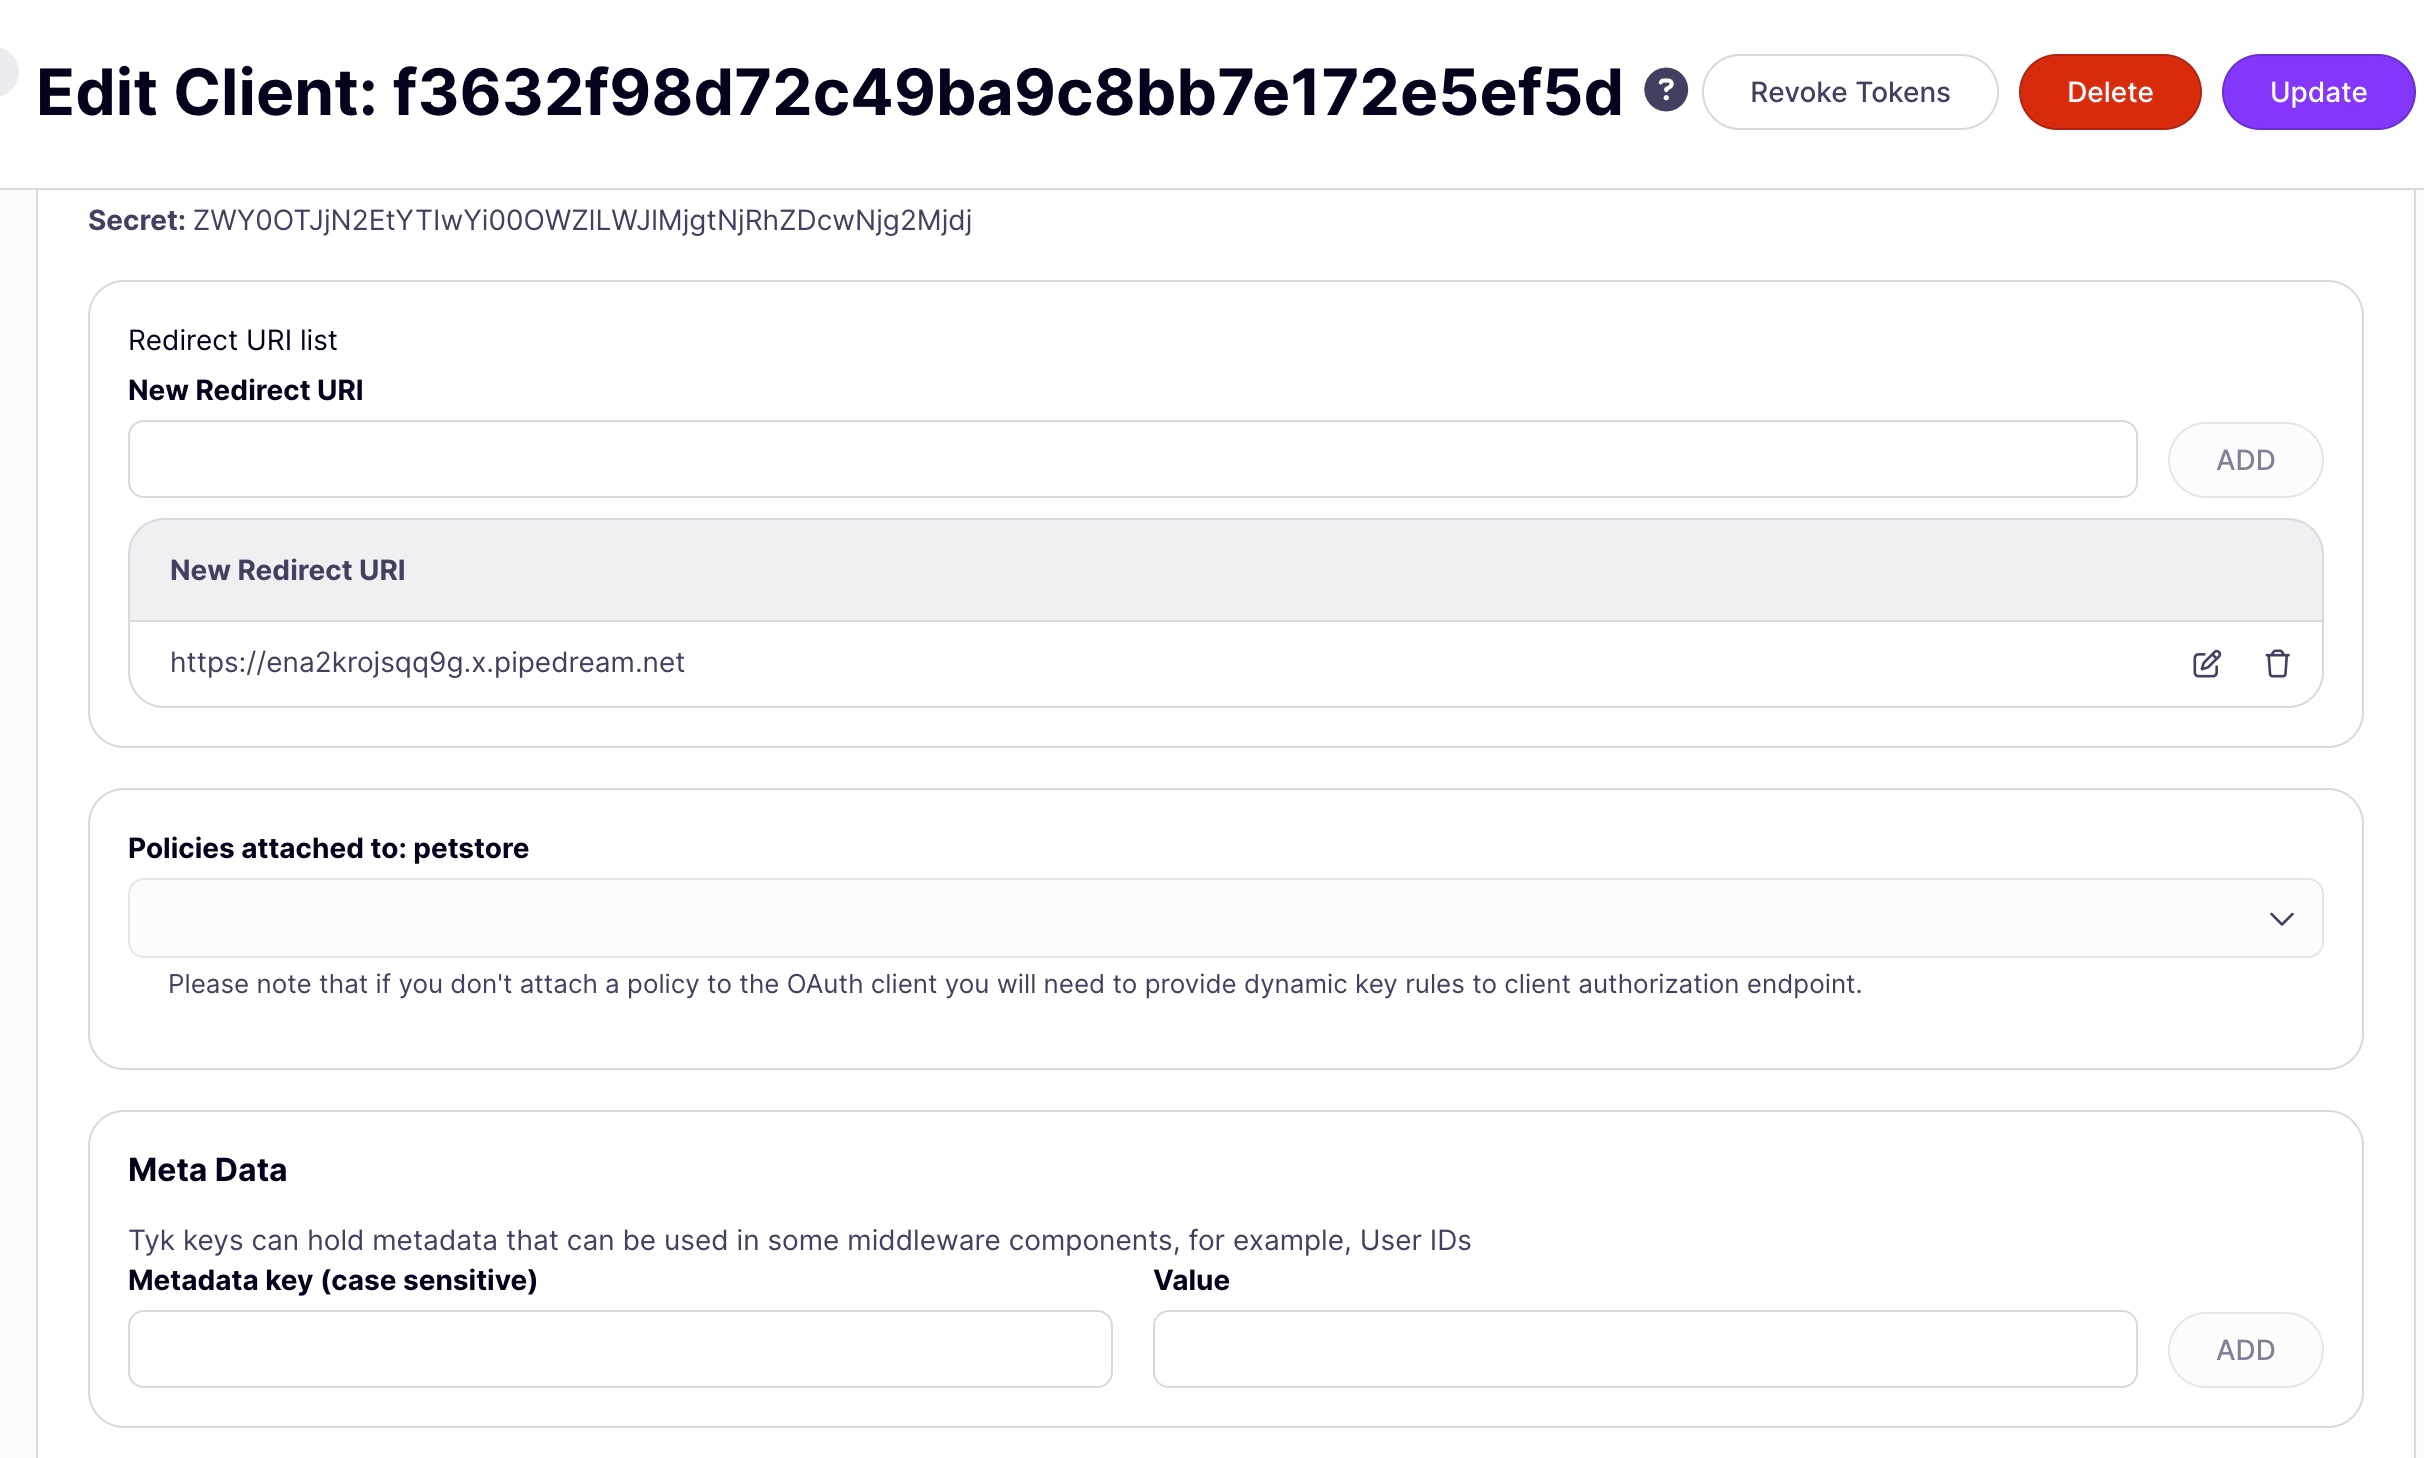 Edit Client: f3632f98d72c49ba9c8bb7e172e5ef5d ? Revoke Tokens Delete Update
Secret: ZWY0OTJjN2EtYTIwYi00OWZlLWJlMjgtNjRhZDcwNjg2Mjdj
Redirect URI list
New Redirect URI
ADD
New Redirect URI
https://ena2krojsqq9g.x.pipedream.net
Policies attached to: petstore
Please note that if you don't attach a policy to the OAuth client you will need to provide dynamic key rules to client authorization endpoint.
Meta Data
Tyk keys can hold metadata that can be used in some middleware components, for example, User IDs
Metadata key (case sensitive) Value
ADD